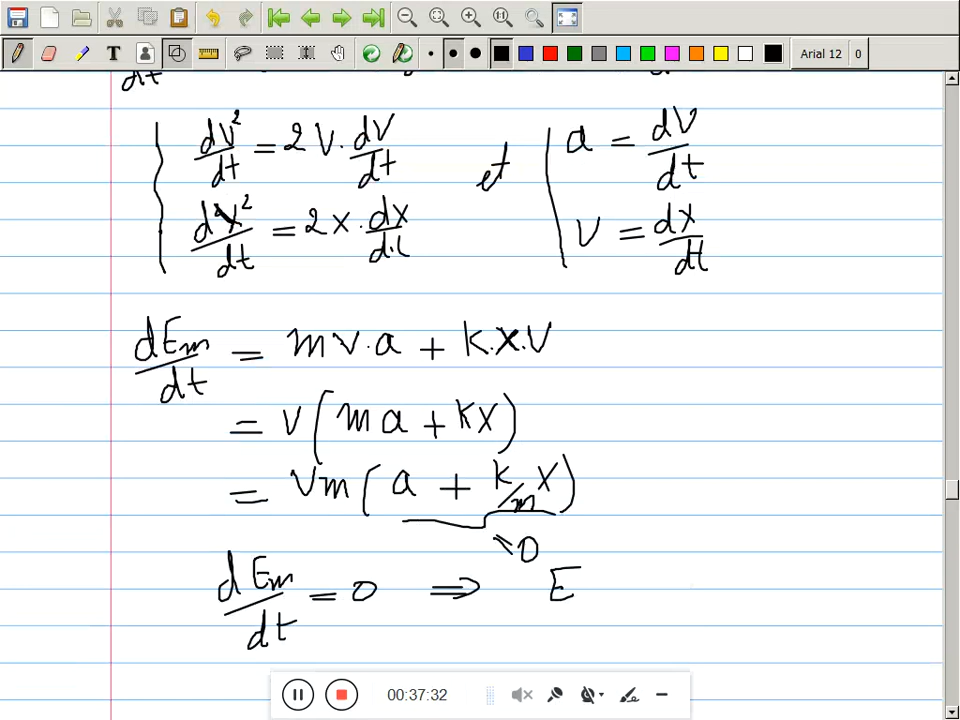 Arial 12 0
dt
dV²/dt = 2V·dV/dt et a = dV/dt
dX²/dt = 2X·dX/dt V = dX/dt
dEm/dt = mV·a + K·X·V
= V(ma + KX)
= Vm(a + K/m X)
= 0
dEm/dt = 0 ⇒ E
00:37:32